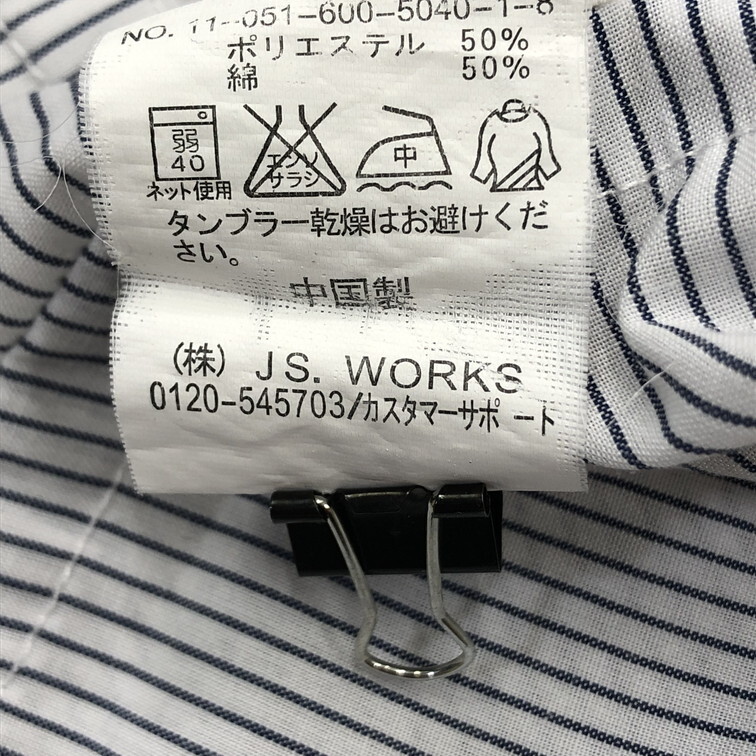 NO. 11-051-600-5040-1-8
ポリエステル 50%
綿 50%
弱
40
ネット使用
エンソ
サラシ
中
タンブラー乾燥はお避けくだ
さい。
中国製
(株) JS. WORKS
0120-545703/カスタマーサポート